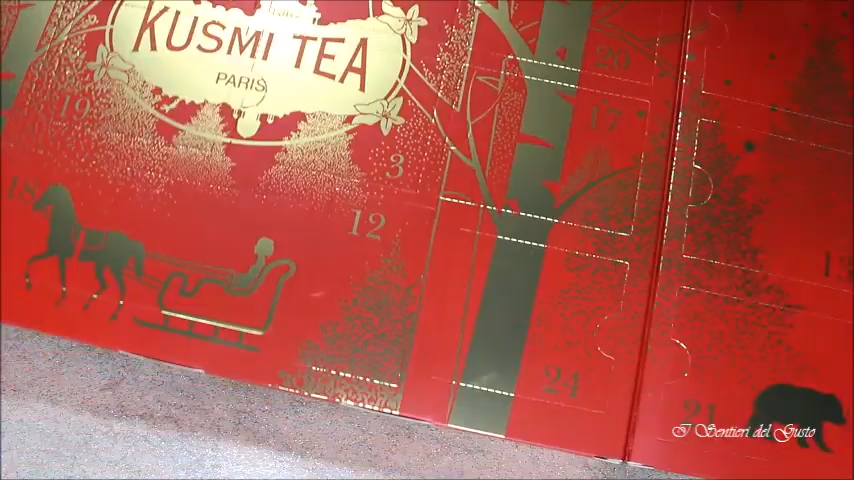 KUSMI TEA
PARIS
20
19
17
3
18
12
24
21
I Sentieri del Gusto